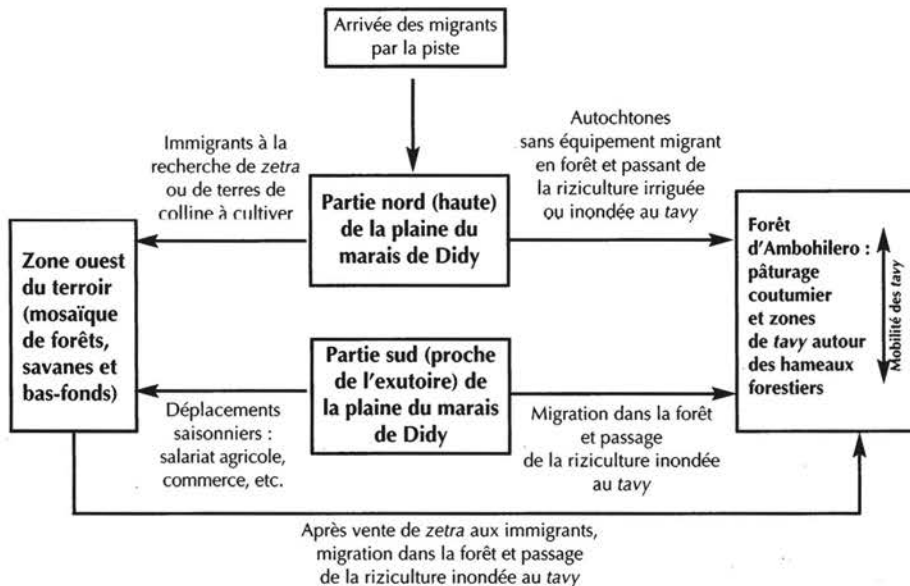 Arrivée des migrants
par la piste
Immigrants à la
recherche de zetra
ou de terres de
colline à cultiver
Autochtones
sans équipement migrant
en forêt et passant de
la riziculture irriguée
ou inondée au tavy
Partie nord (haute)
de la plaine du
marais de Didy
Zone ouest
du terroir
(mosaïque
de forêts,
savanes et
bas-fonds)
Forêt
d'Ambohilero :
pâturage
coutumier
et zones
de tavy autour
des hameaux
forestiers
Mobilité des tavy
Partie sud (proche
de l'exutoire) de
la plaine du marais
de Didy
Déplacements
saisonniers :
salariat agricole,
commerce, etc.
Migration dans la forêt
et passage
de la riziculture inondée
au tavy
Après vente de zetra aux immigrants,
migration dans la forêt et passage
de la riziculture inondée au tavy